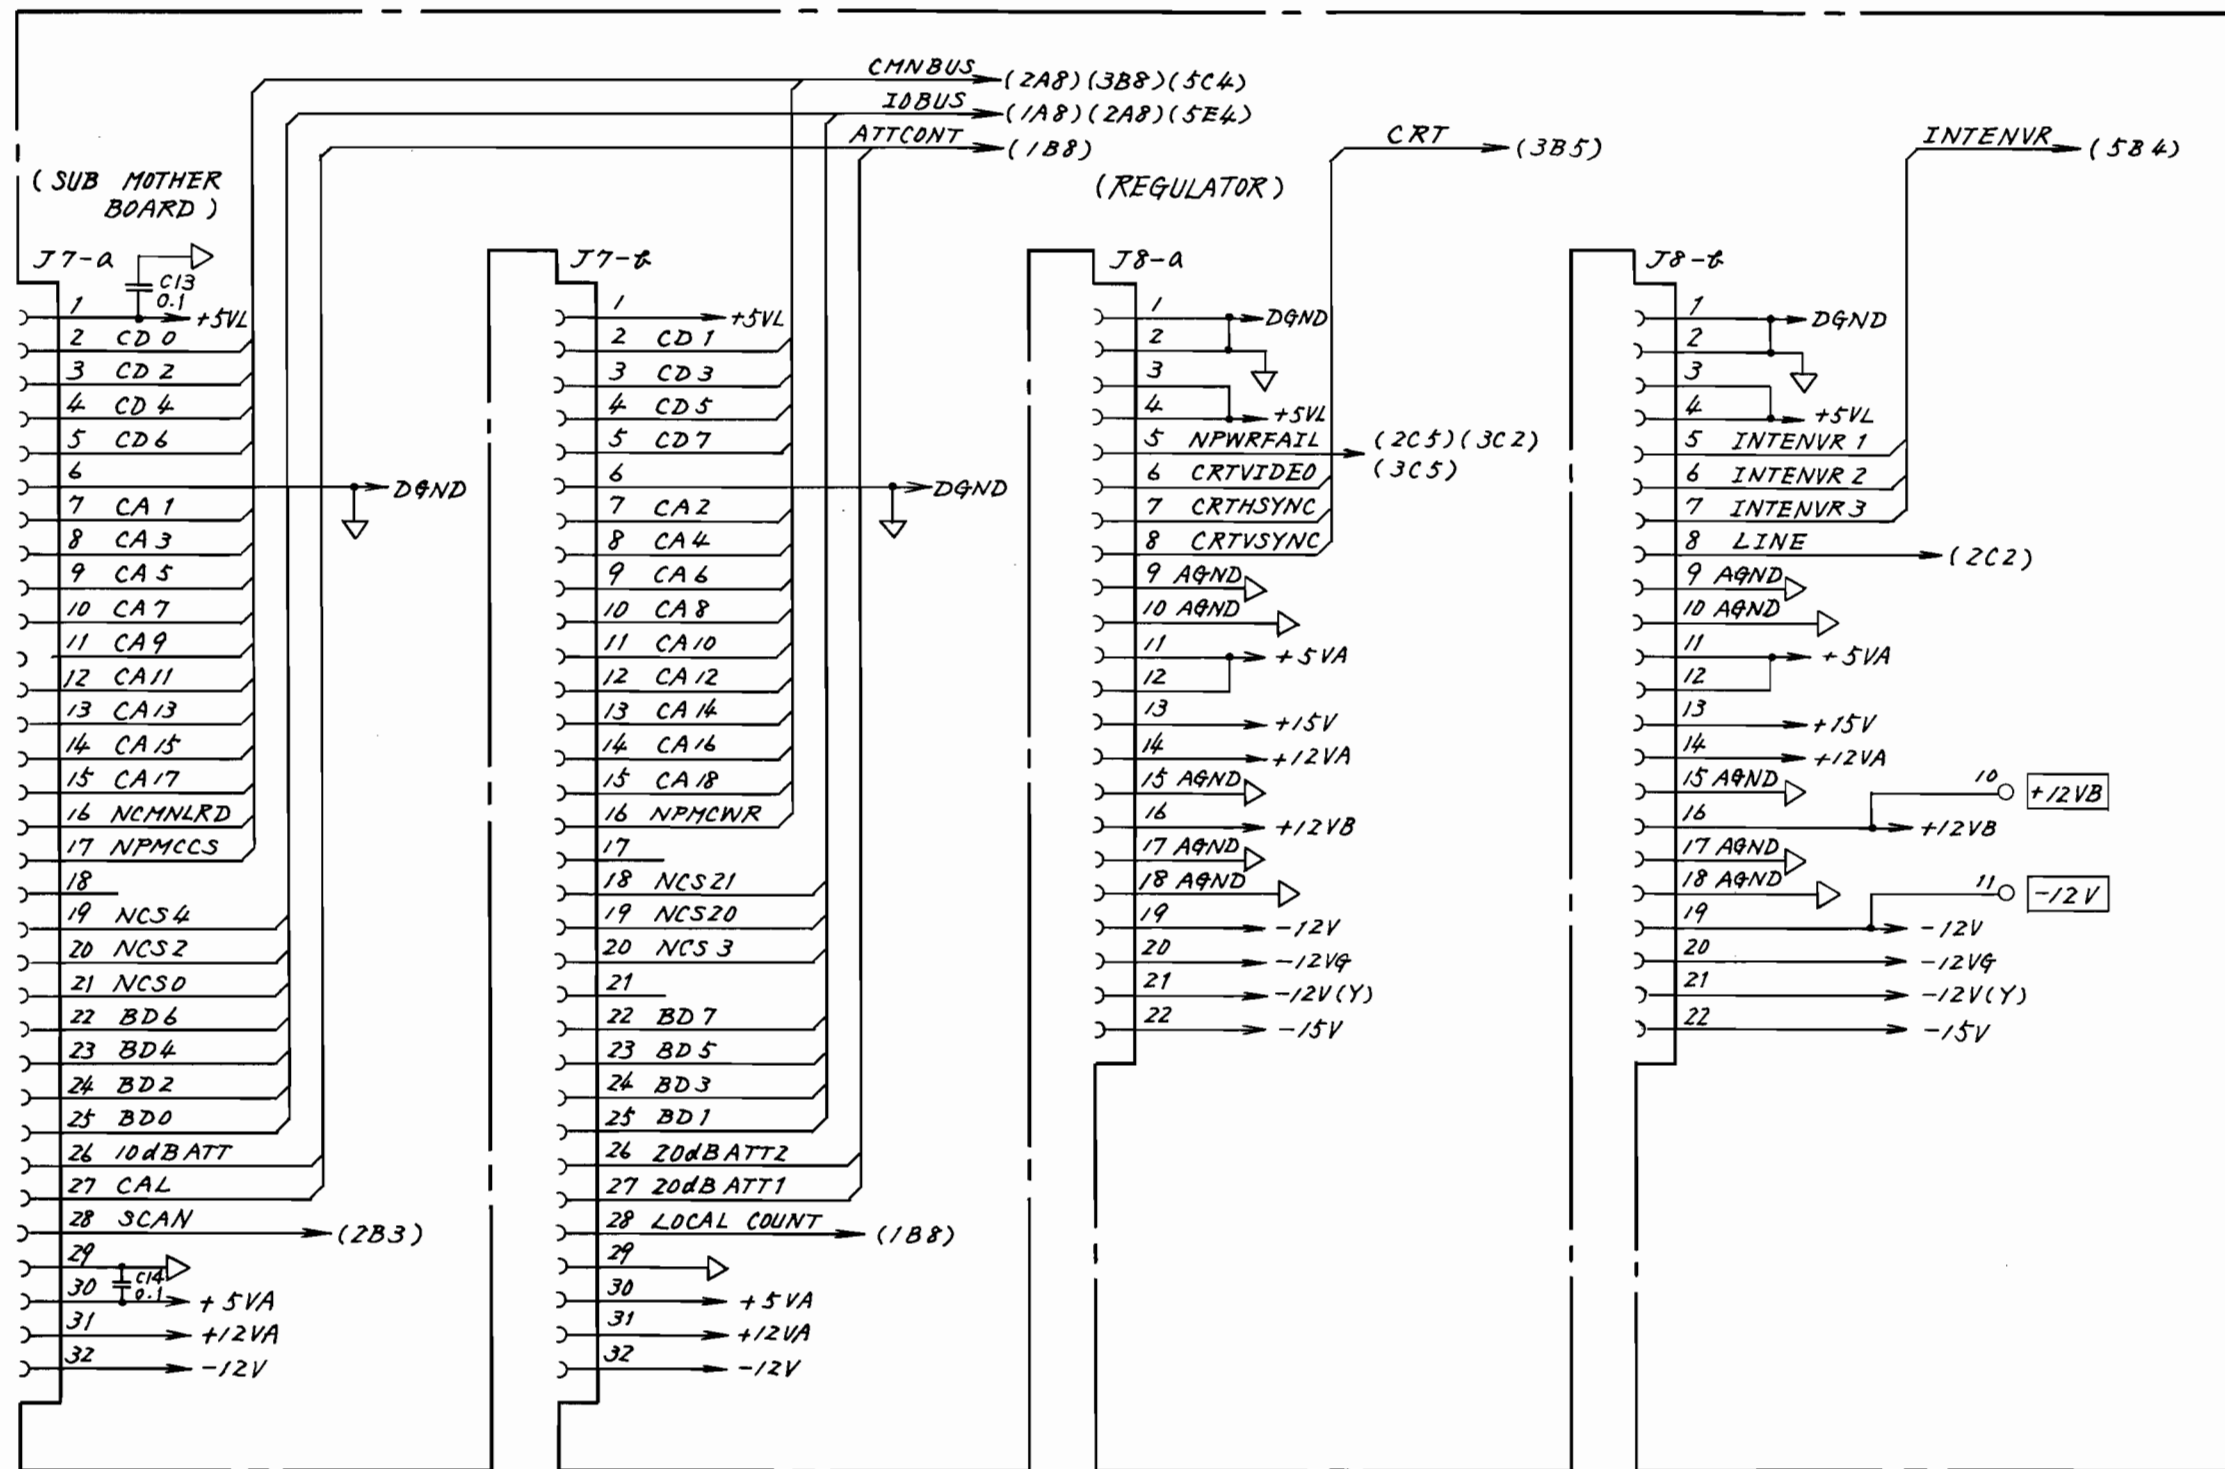 CMNBUS (2A8)(3B8)(5C4)
IOBUS (1A8)(2A8)(5E4)
ATTCONT (1B8)
CRT (3B5)
INTENVR (5B4)
(SUB MOTHER
BOARD)
(REGULATOR)
J7-a
C13
0.1
1 +5VL
2 CD0
3 CD2
4 CD4
5 CD6
6 DGND
7 CA1
8 CA3
9 CA5
10 CA7
11 CA9
12 CA11
13 CA13
14 CA15
15 CA17
16 NCMNLRD
17 NPMCCS
18
19 NCS4
20 NCS2
21 NCS0
22 BD6
23 BD4
24 BD2
25 BD0
26 10dBATT
27 CAL
28 SCAN (2B3)
29
C14
0.1
30 +5VA
31 +12VA
32 -12V
J7-b
1 +5VL
2 CD1
3 CD3
4 CD5
5 CD7
6 DGND
7 CA2
8 CA4
9 CA6
10 CA8
11 CA10
12 CA12
13 CA14
14 CA16
15 CA18
16 NPMCWR
17
18 NCS21
19 NCS20
20 NCS3
21
22 BD7
23 BD5
24 BD3
25 BD1
26 20dBATT2
27 20dBATT1
28 LOCAL COUNT (1B8)
29
30 +5VA
31 +12VA
32 -12V
J8-a
1 DGND
2
3
4 +5VL
5 NPWRFAIL (2C5)(3C2)
(3C5)
6 CRTVIDEO
7 CRTHSYNC
8 CRTVSYNC
9 AGND
10 AGND
11 +5VA
12
13 +15V
14 +12VA
15 AGND
16 +12VB
17 AGND
18 AGND
19 -12V
20 -12VG
21 -12V(Y)
22 -15V
J8-b
1 DGND
2
3
4 +5VL
5 INTENVR1
6 INTENVR2
7 INTENVR3
8 LINE (2C2)
9 AGND
10 AGND
11 +5VA
12
13 +15V
14 +12VA
15 AGND
10 +12VB
16 +12VB
17 AGND
18 AGND
11 -12V
19 -12V
20 -12VG
21 -12V(Y)
22 -15V